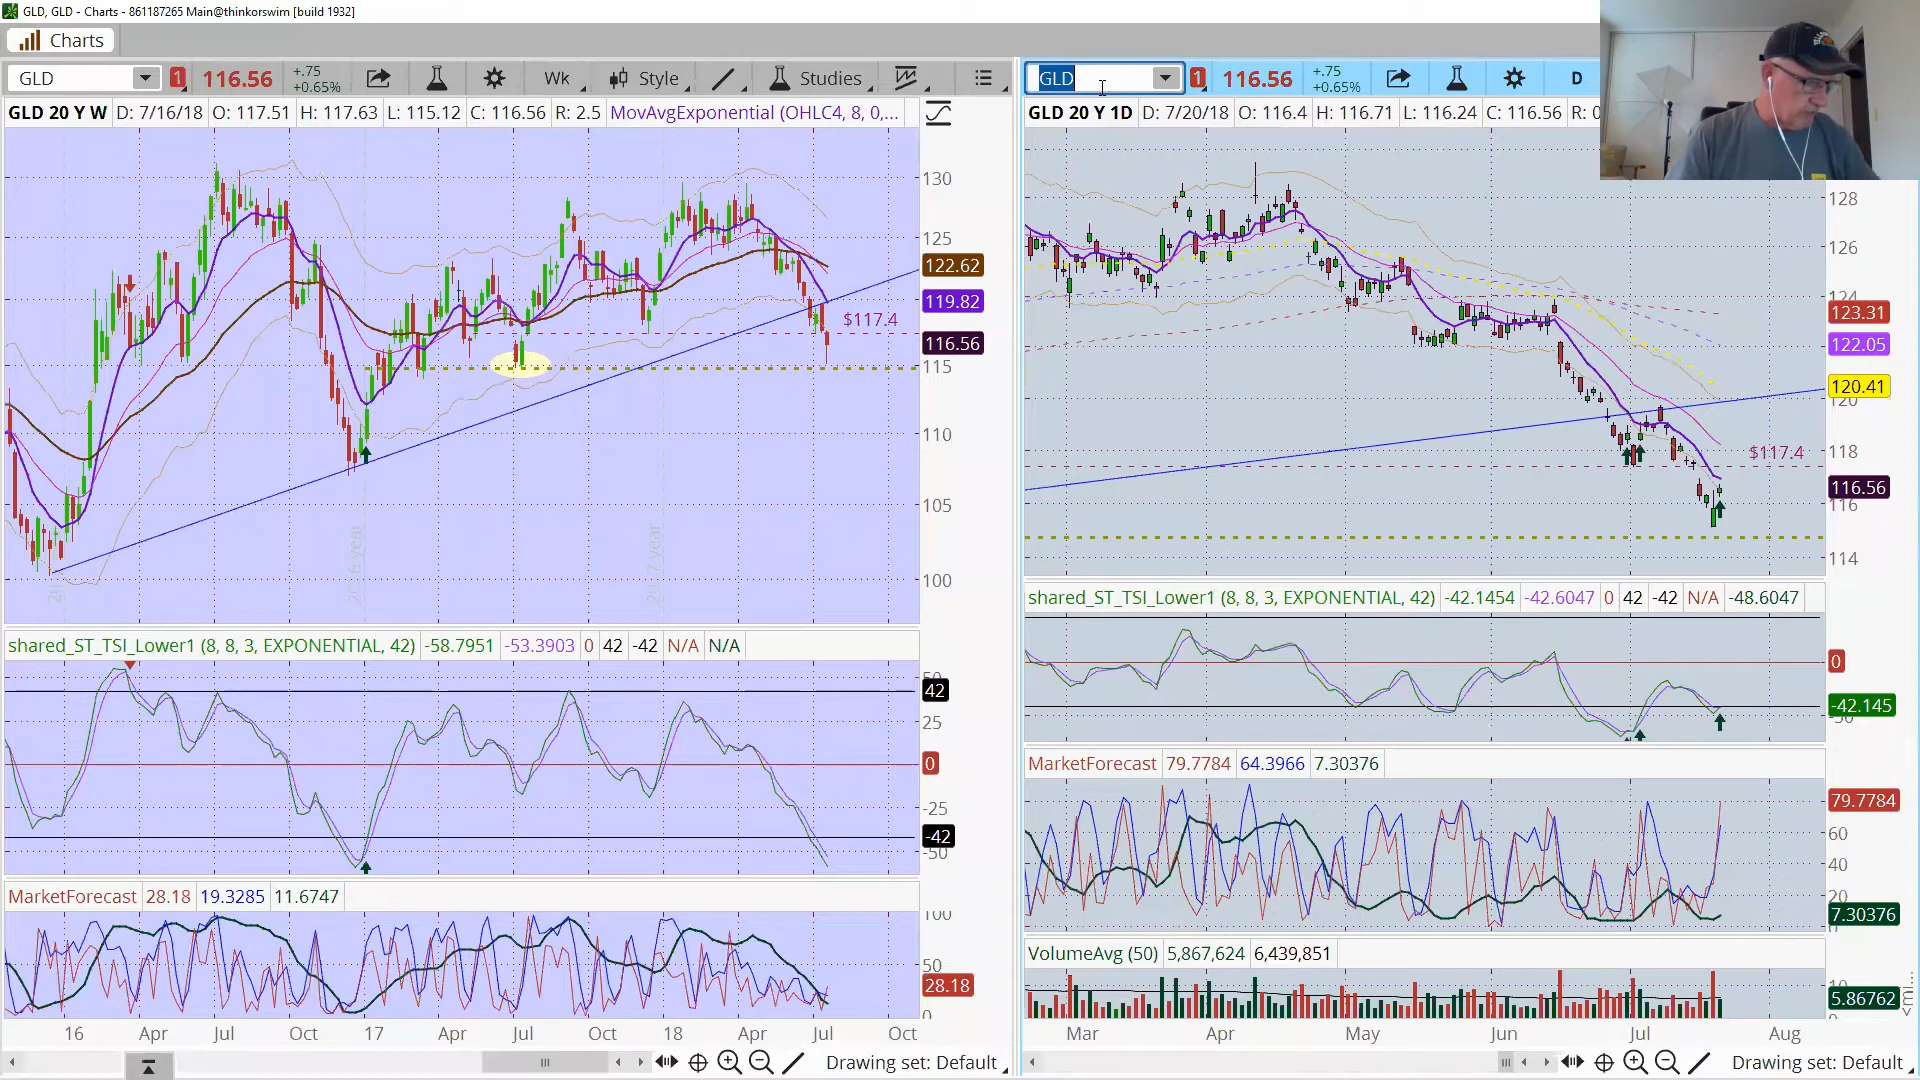 GLD, GLD - Charts - 861187265 Main@thinkorswim [build 1932]
Charts
GLD 1 116.56 +.75 +0.65% Wk Style Studies
GLD 20 Y W D: 7/16/18 O: 117.51 H: 117.63 L: 115.12 C: 116.56 R: 2.5 MovAvgExponential (OHLC4, 8, 0,...
130
125
122.62
119.82
$117.4
116.56
115
110
105
100
shared_ST_TSI_Lower1 (8, 8, 3, EXPONENTIAL, 42) -58.7951 -53.3903 0 42 -42 N/A N/A
42
25
0
-25
-42
-50
MarketForecast 28.18 19.3285 11.6747
100
50
28.18
0
16 Apr Jul Oct 17 Apr Jul Oct 18 Apr Jul Oct
Drawing set: Default
GLD 1 116.56 +.75 +0.65% D
GLD 20 Y 1D D: 7/20/18 O: 116.4 H: 116.71 L: 116.24 C: 116.56 R: 0
128
126
124
123.31
122.05
120.41
120
$117.4
118
116.56
116
114
shared_ST_TSI_Lower1 (8, 8, 3, EXPONENTIAL, 42) -42.1454 -42.6047 0 42 -42 N/A -48.6047
0
-42.145
-50
MarketForecast 79.7784 64.3966 7.30376
79.7784
60
40
20
7.30376
VolumeAvg (50) 5,867,624 6,439,851
5.86762
Mar Apr May Jun Jul Aug
Drawing set: Default